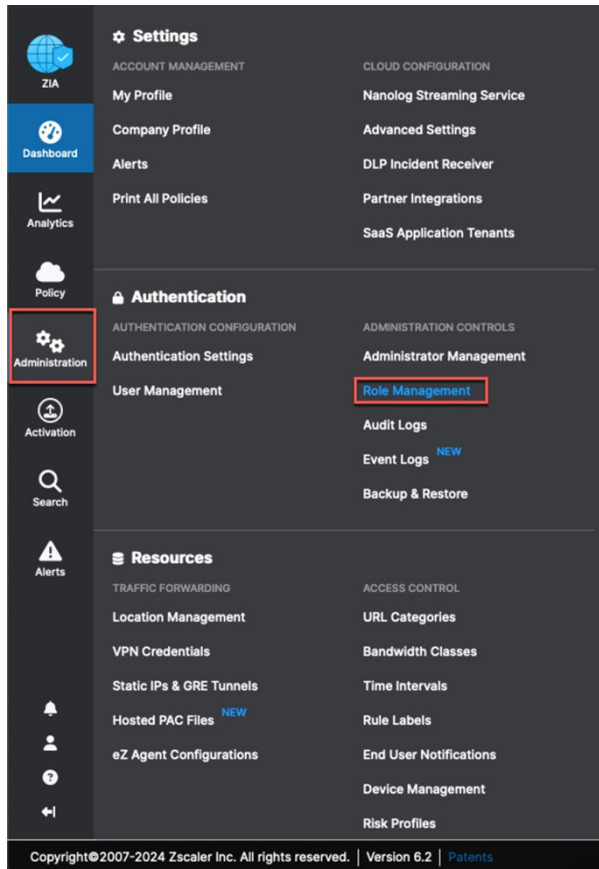 ZIA
Dashboard
Analytics
Policy
Administration
Activation
Search
Alerts
Settings
ACCOUNT MANAGEMENT
My Profile
Company Profile
Alerts
Print All Policies
CLOUD CONFIGURATION
Nanolog Streaming Service
Advanced Settings
DLP Incident Receiver
Partner Integrations
SaaS Application Tenants
Authentication
AUTHENTICATION CONFIGURATION
Authentication Settings
User Management
ADMINISTRATION CONTROLS
Administrator Management
Role Management
Audit Logs
Event Logs NEW
Backup & Restore
Resources
TRAFFIC FORWARDING
Location Management
VPN Credentials
Static IPs & GRE Tunnels
Hosted PAC Files NEW
eZ Agent Configurations
ACCESS CONTROL
URL Categories
Bandwidth Classes
Time Intervals
Rule Labels
End User Notifications
Device Management
Risk Profiles
Copyright©2007-2024 Zscaler Inc. All rights reserved. | Version 6.2 | Patents